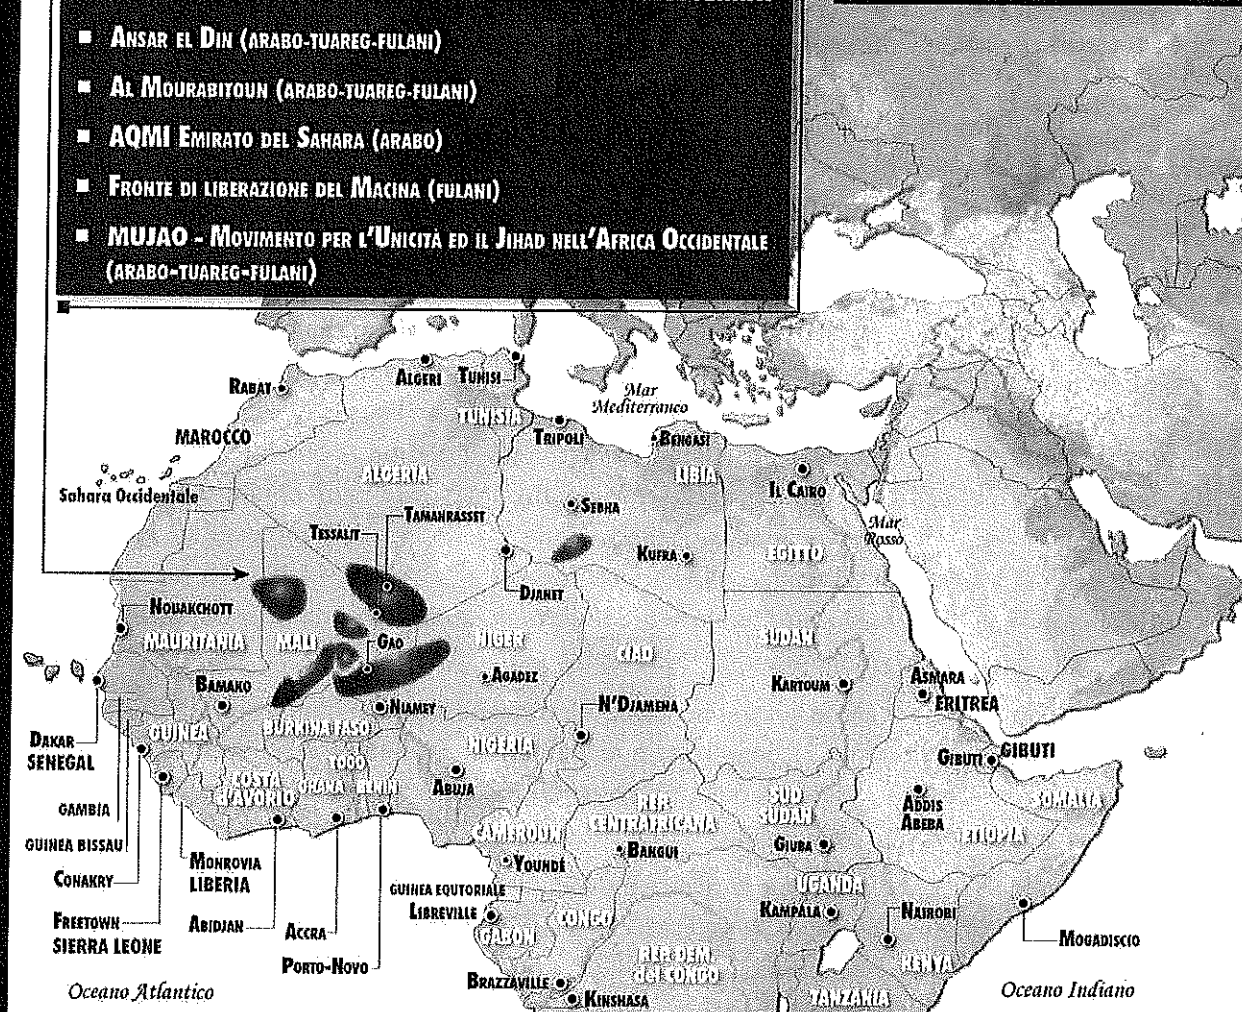 ■ Ansar el Din (arabo-tuareg-fulani)
■ Al Mourabitoun (arabo-tuareg-fulani)
■ AQMI Emirato del Sahara (arabo)
■ Fronte di liberazione del Macina (fulani)
■ MUJAO - Movimento per l'Unicità ed il Jihad nell'Africa Occidentale
(arabo-tuareg-fulani)
Rabat
Algeri
Tunisi
Mar
Mediterraneo
TUNISIA
Tripoli
Bengasi
MAROCCO
ALGERIA
LIBIA
Il Cairo
Sahara Occidentale
Sebha
Tamanrasset
Tessalit
Mar
Rosso
Kufra
EGITTO
Djanet
Nouakchott
MAURITANIA
MALI
Gao
NIGER
CIAD
SUDAN
Agadez
Bamako
Niamey
N'Djamena
Kartoum
Asmara
ERITREA
GUINEA
BURKINA FASO
NIGERIA
Dakar
SENEGAL
Gibuti
GIBUTI
TOGO
COSTA
D'AVORIO
GHANA
BENIN
Abuja
GAMBIA
REP.
CENTRAFRICANA
SUD
SUDAN
Addis
Abeba
SOMALIA
ETIOPIA
GUINEA BISSAU
CAMEROUN
Bangui
Giuba
Conakry
Monrovia
LIBERIA
Youndé
UGANDA
GUINEA EQUTORIALE
Libreville
CONGO
Kampala
Nairobi
Freetown
SIERRA LEONE
Abidjan
Accra
GABON
Mogadiscio
Porto-Novo
REP. DEM.
del CONGO
KENYA
Oceano Atlantico
Brazzaville
Kinshasa
TANZANIA
Oceano Indiano